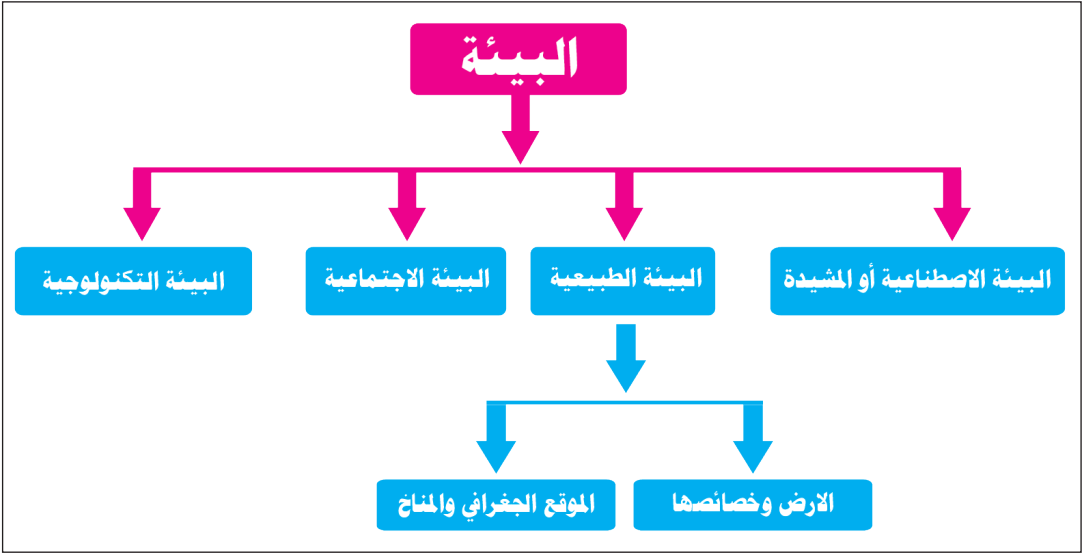 البيئة
البيئة الاصطناعية أو المشيدة
البيئة الطبيعية
البيئة الاجتماعية
البيئة التكنولوجية
الارض وخصائصها
الموقع الجغرافي والمناخ